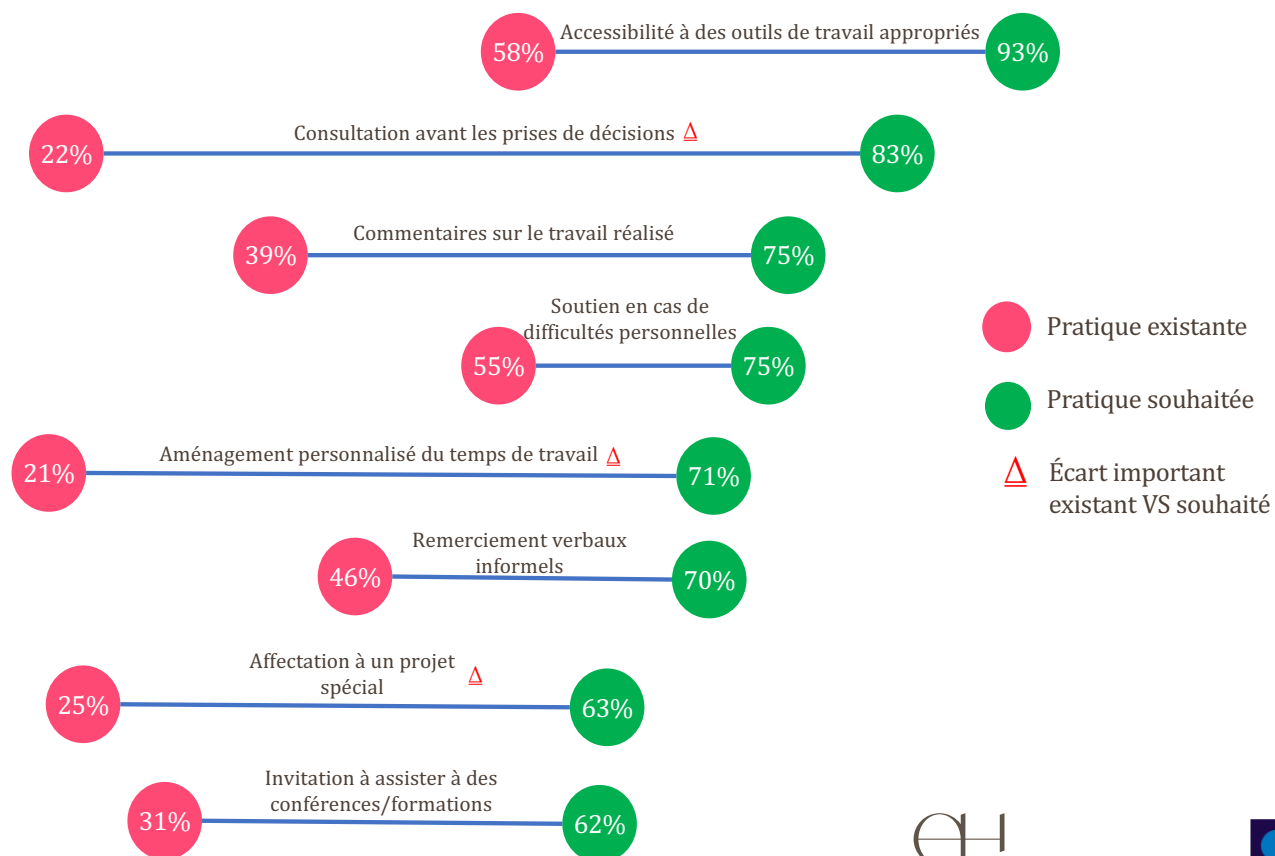 Accessibilité à des outils de travail appropriés
58%
93%
Consultation avant les prises de décisions Δ
22%
83%
Commentaires sur le travail réalisé
39%
75%
Soutien en cas de
difficultés personnelles
55%
75%
Pratique existante
Pratique souhaitée
Δ Écart important
existant VS souhaité
Aménagement personnalisé du temps de travail Δ
21%
71%
Remerciement verbaux
informels
46%
70%
Affectation à un projet
spécial Δ
25%
63%
Invitation à assister à des
conférences/formations
31%
62%